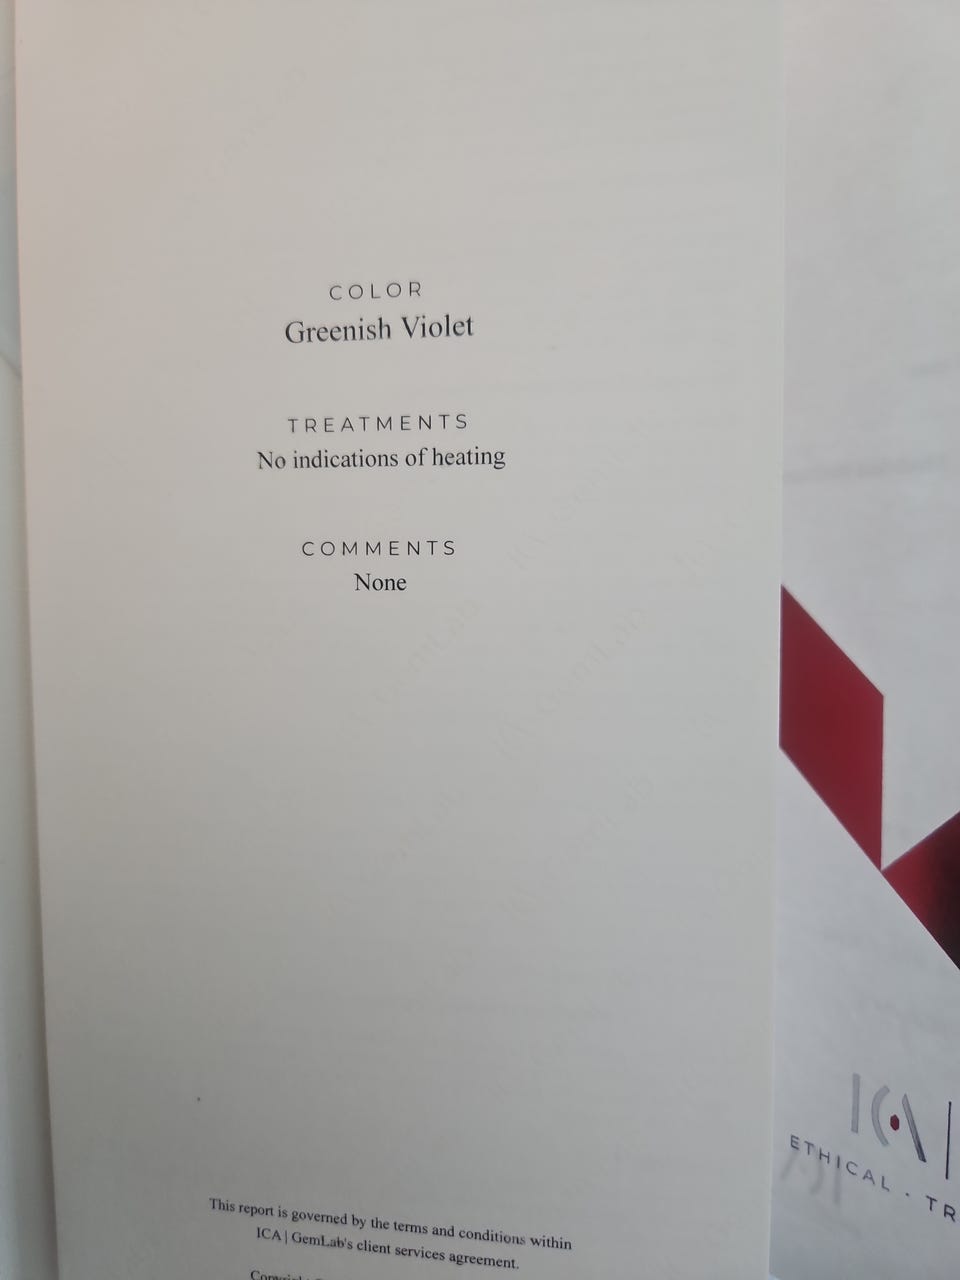 COLOR
Greenish Violet
TREATMENTS
No indications of heating
COMMENTS
None
This report is governed by the terms and conditions within
ICA | GemLab's client services agreement.
ICA |
ETHICAL · TR